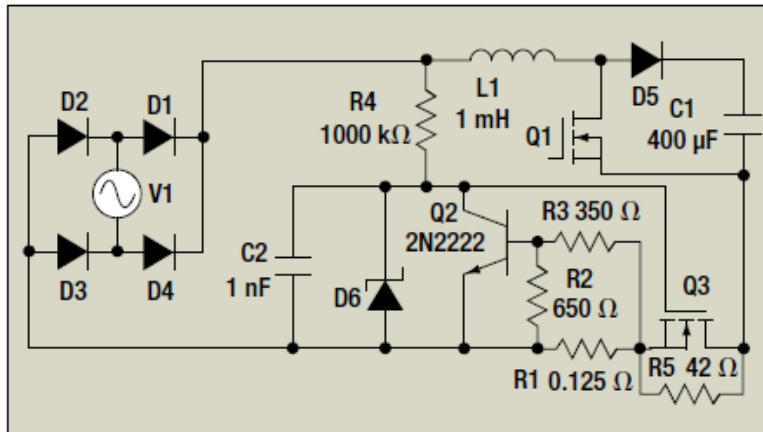 D2
D1
V1
D3
D4
R4
1000 kΩ
L1
1 mH
D5
C1
400 µF
Q1
C2
1 nF
D6
Q2
2N2222
R3 350 Ω
R2
650 Ω
Q3
R1 0.125 Ω
R5 42 Ω